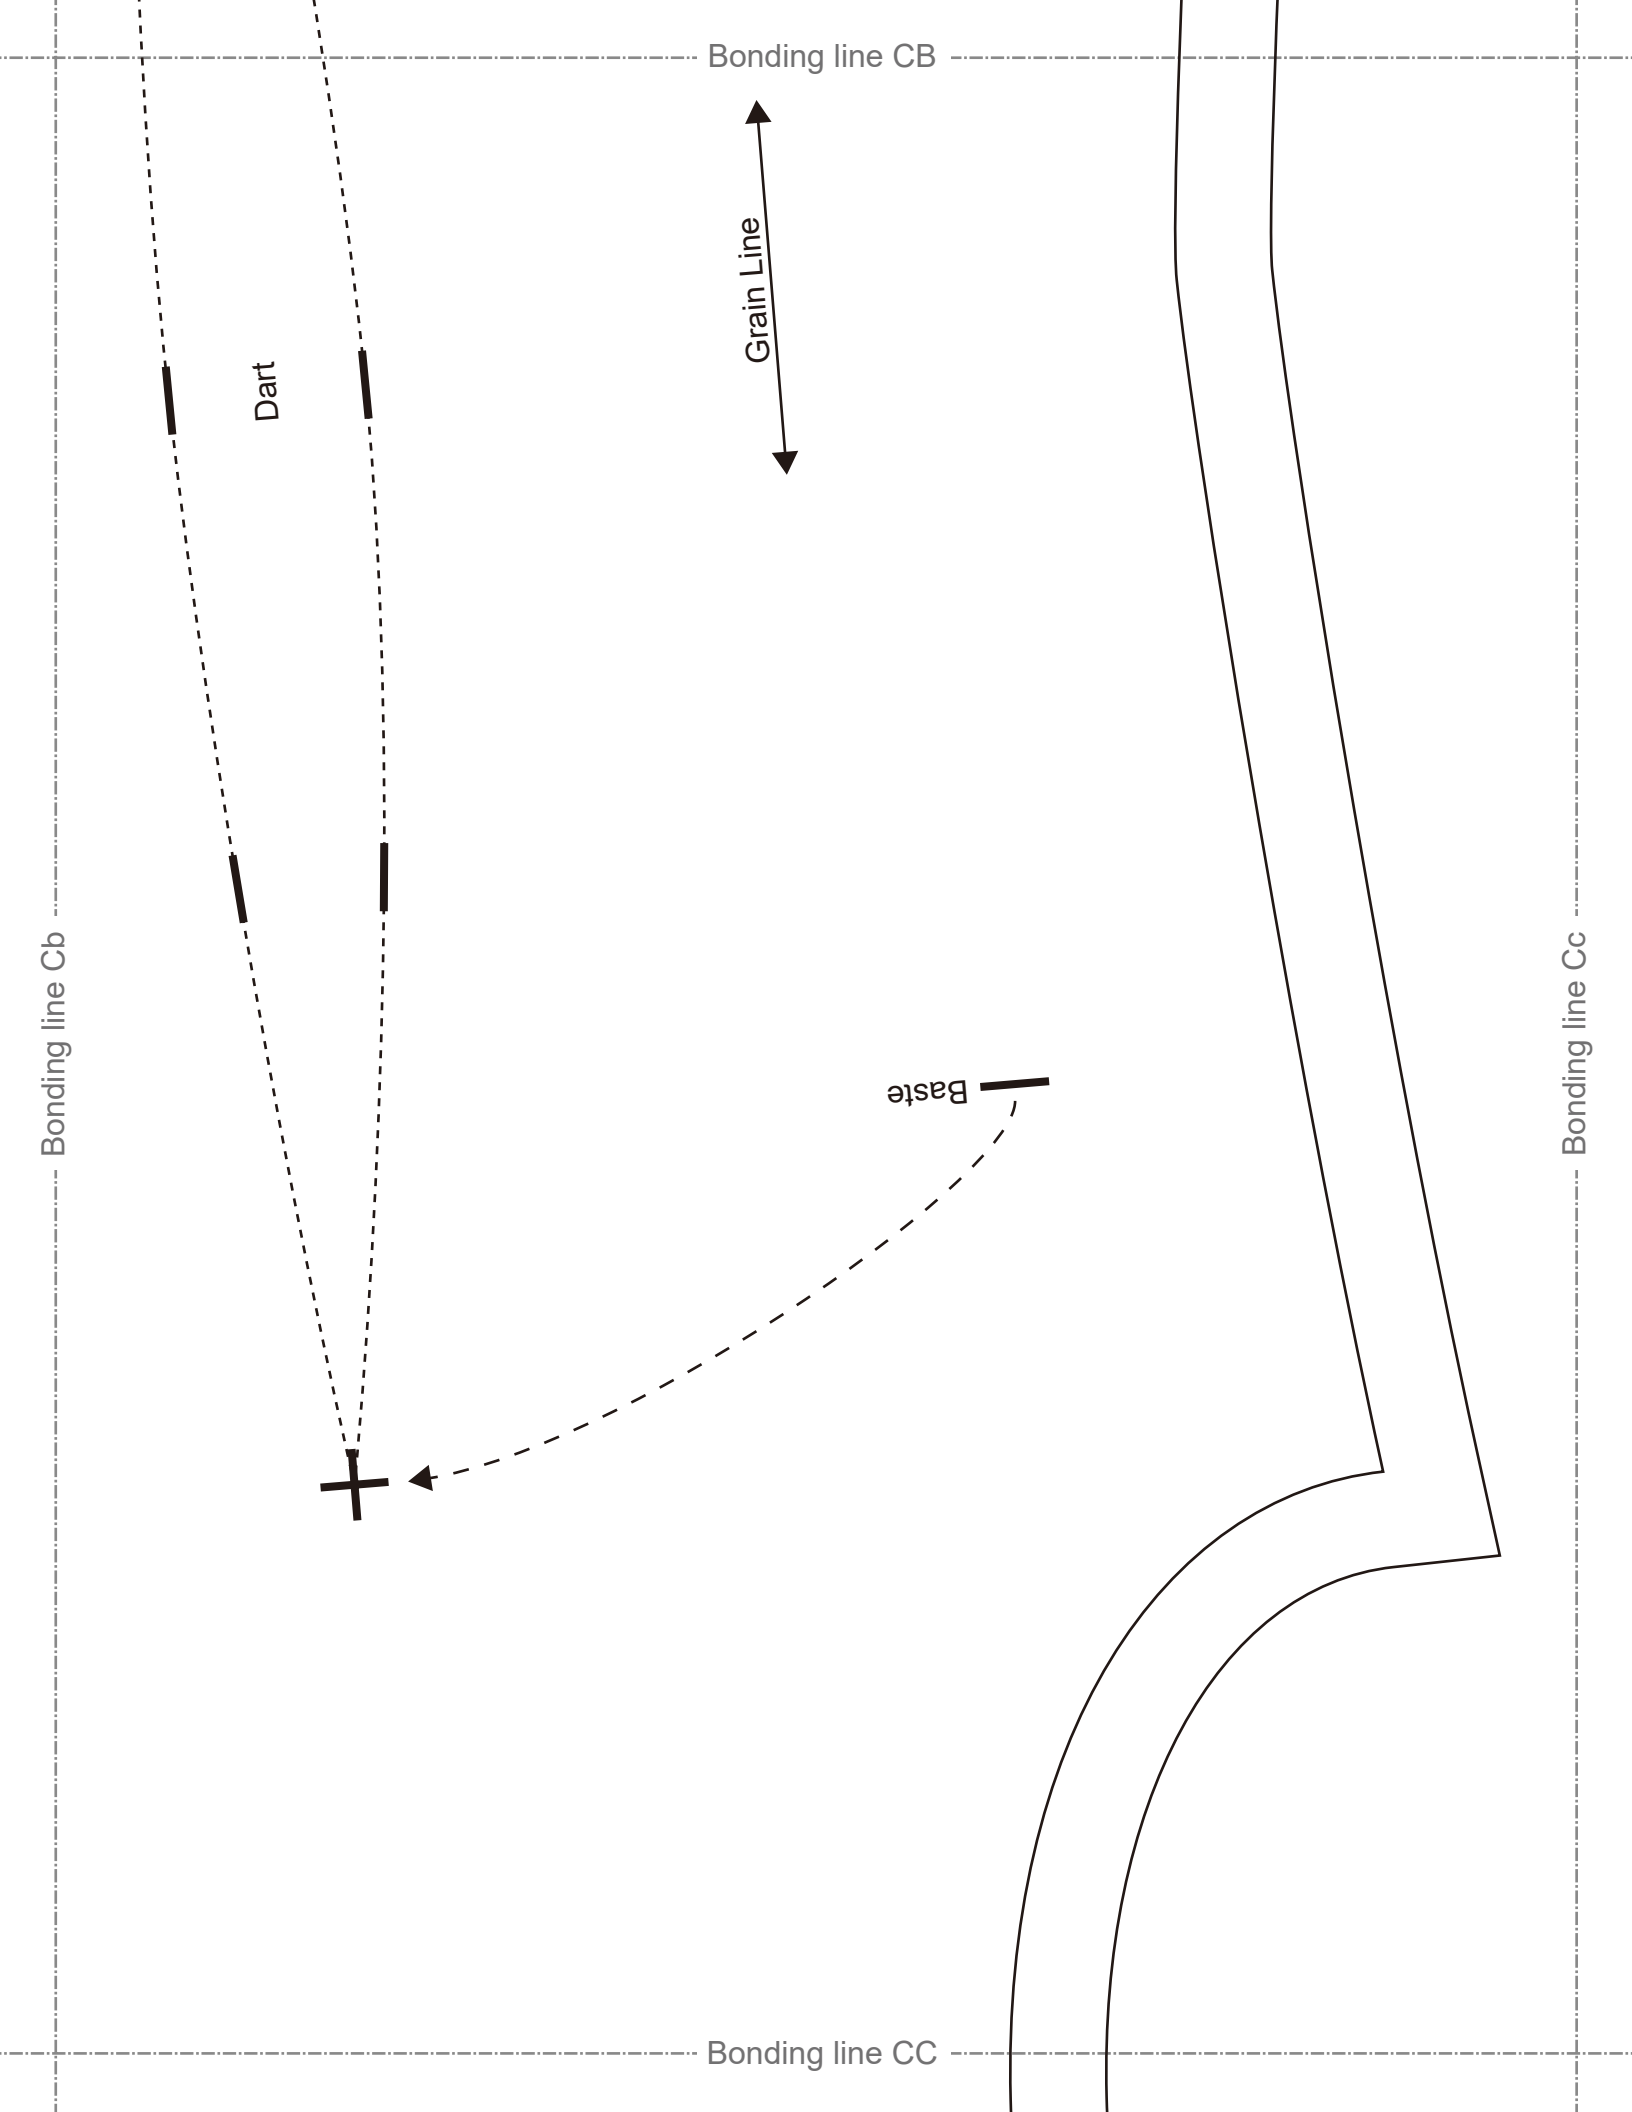 Bonding line CB
Grain Line
Dart
Bonding line Cb
Bonding line Cc
Baste
Bonding line CC